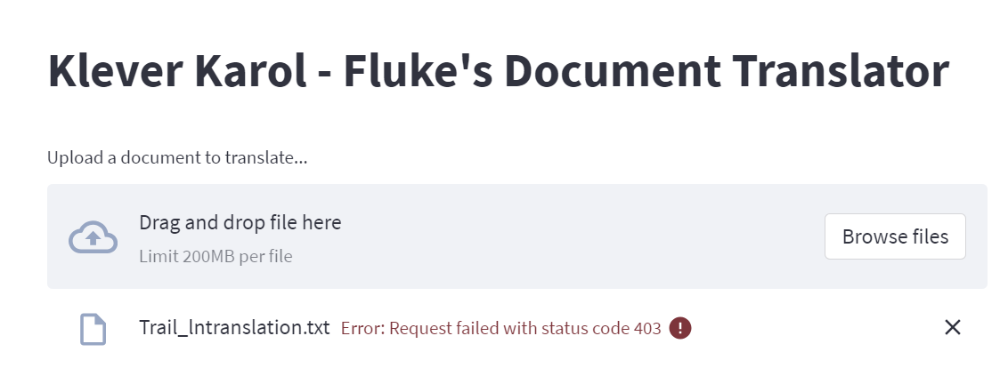 Klever Karol - Fluke's Document Translator
Upload a document to translate...
Drag and drop file here
Limit 200MB per file
Browse files
Trail_Intranslation.txt Error: Request failed with status code 403